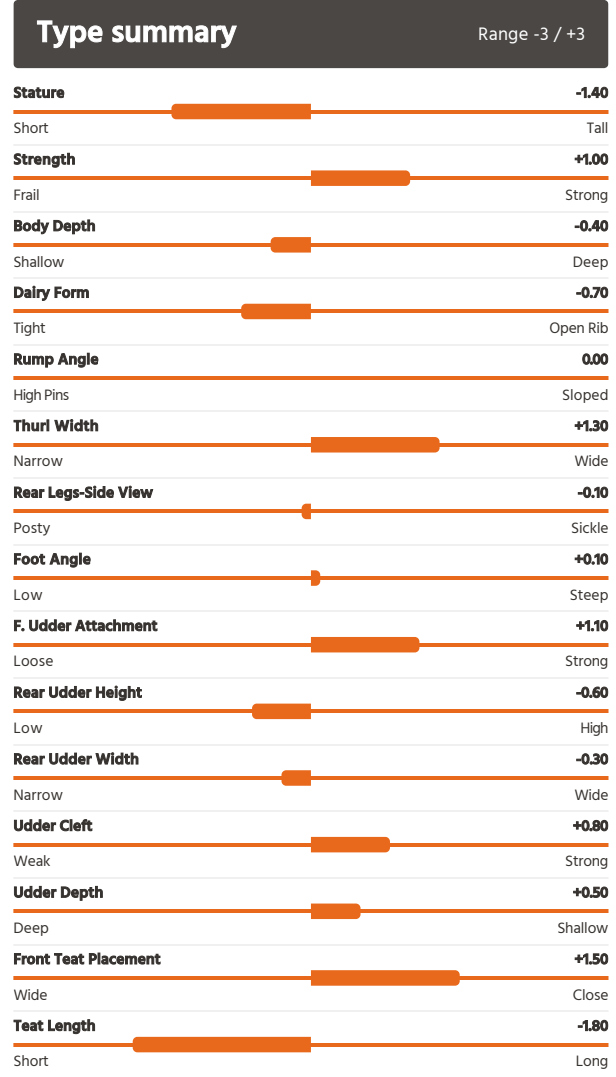 Type summary Range -3 / +3
Stature -1.40
Short Tall
Strength +1.00
Frail Strong
Body Depth -0.40
Shallow Deep
Dairy Form -0.70
Tight Open Rib
Rump Angle 0.00
High Pins Sloped
Thurl Width +1.30
Narrow Wide
Rear Legs-Side View -0.10
Posty Sickle
Foot Angle +0.10
Low Steep
F. Udder Attachment +1.10
Loose Strong
Rear Udder Height -0.60
Low High
Rear Udder Width -0.30
Narrow Wide
Udder Cleft +0.80
Weak Strong
Udder Depth +0.50
Deep Shallow
Front Teat Placement +1.50
Wide Close
Teat Length -1.80
Short Long